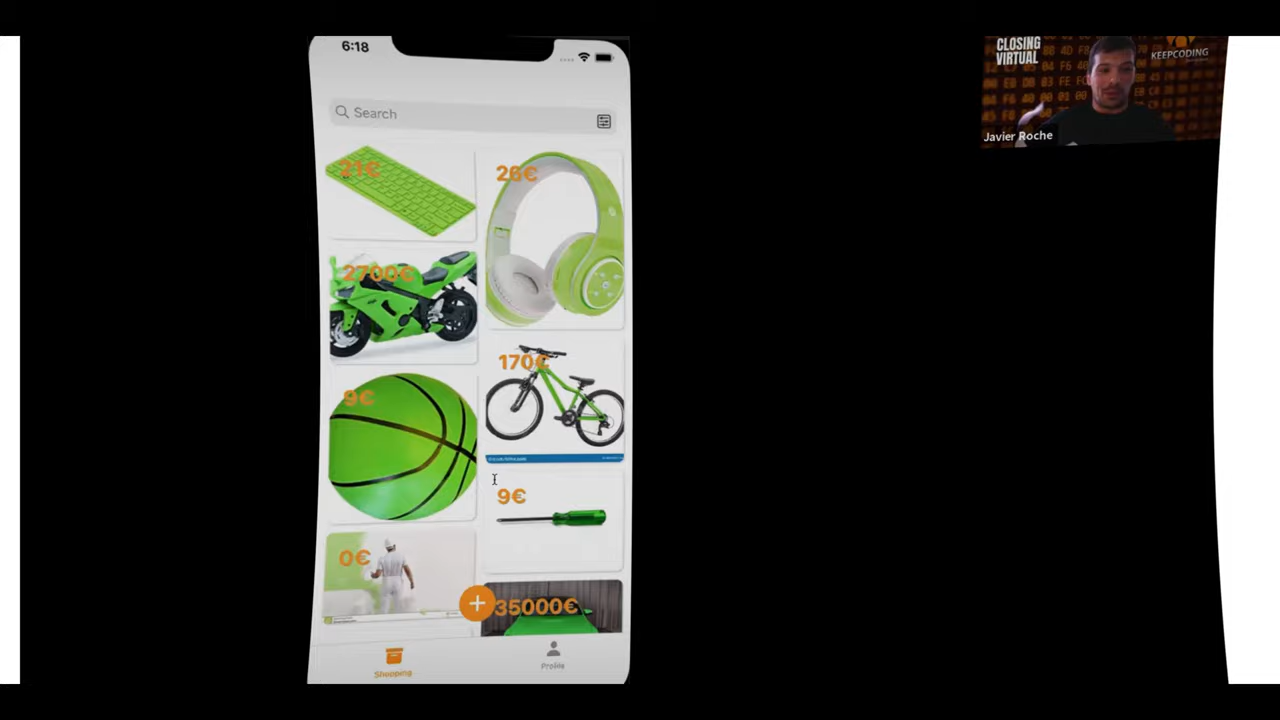 6:18
Search
21€
26€
2700€
170€
9€
9€
0€
35000€
Shopping
Profile
CLOSING
VIRTUAL
KEEPCODING
Javier Roche